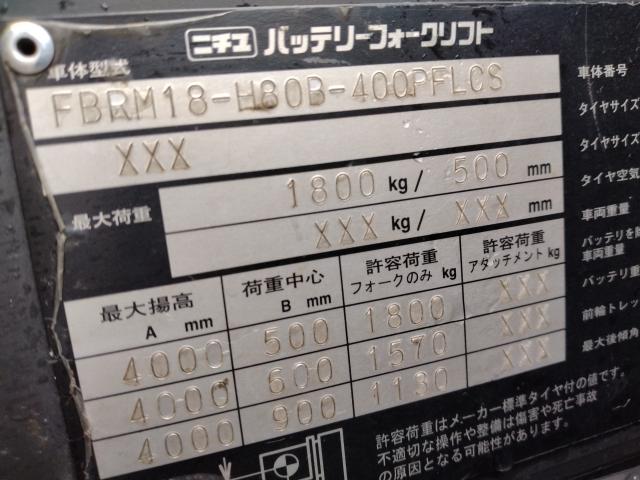 ニチユ バッテリーフォークリフト
車体型式 FBRM18-H80B-400PFLCS
XXX
最大荷重 1800 kg/ 500 mm
XXX kg/ XXX mm
最大揚高 A mm 荷重中心 B mm 許容荷重 フォークのみ kg 許容荷重 アタッチメント kg
4000 500 1800 XXX
4000 600 1570 XXX
4000 900 1130 XXX
許容荷重はメーカー標準タイヤ付の値です。
不適切な操作や整備は傷害や死亡事故
の原因となる可能性があります。
車体番号
タイヤサイズ
タイヤサイズ
タイヤ空気
車両重量
バッテリを除
車両重量
バッテリ重
前輪トレッ
最大後傾角